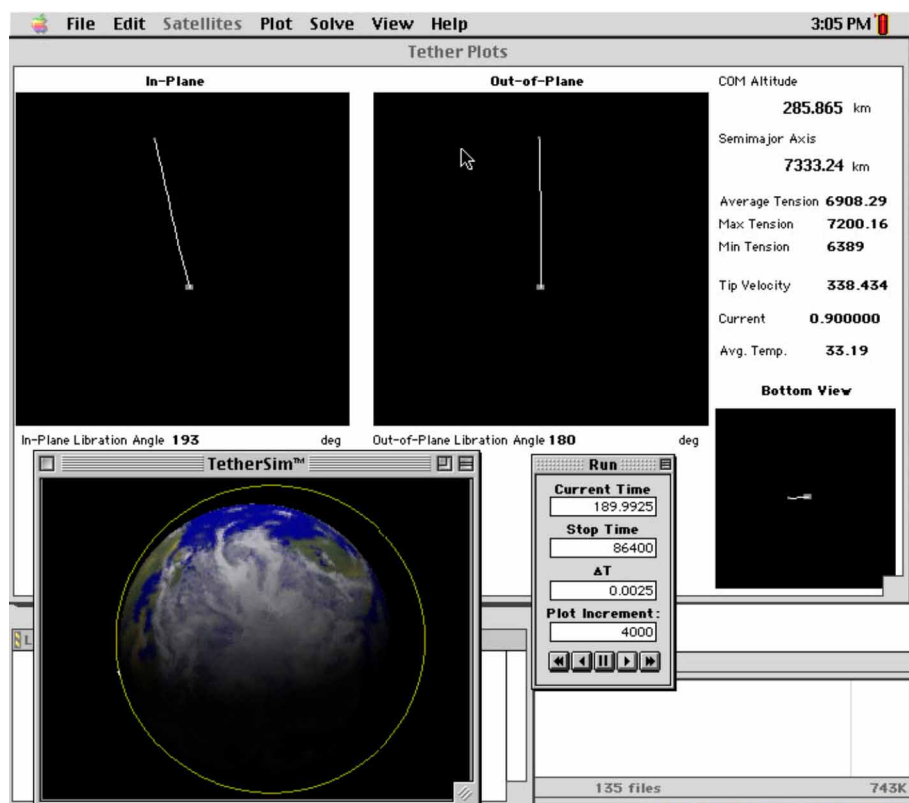 File Edit Satellites Plot Solve View Help 3:05 PM
Tether Plots
In-Plane
Out-of-Plane
COM Altitude
285.865 km
Semimajor Axis
7333.24 km
Average Tension 6908.29
Max Tension 7200.16
Min Tension 6389
Tip Velocity 338.434
Current 0.900000
Avg. Temp. 33.19
Bottom View
In-Plane Libration Angle 193 deg
Out-of-Plane Libration Angle 180 deg
TetherSim™
Run
Current Time
189.9925
Stop Time
86400
ΔT
0.0025
Plot Increment:
4000
L
135 files 743K